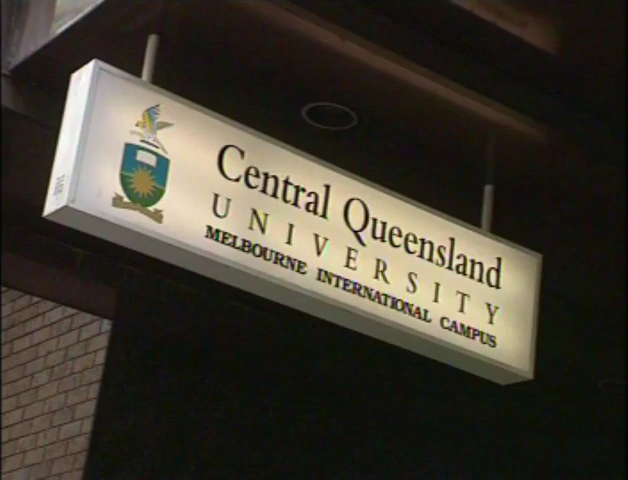 Central Queensland
UNIVERSITY
MELBOURNE INTERNATIONAL CAMPUS